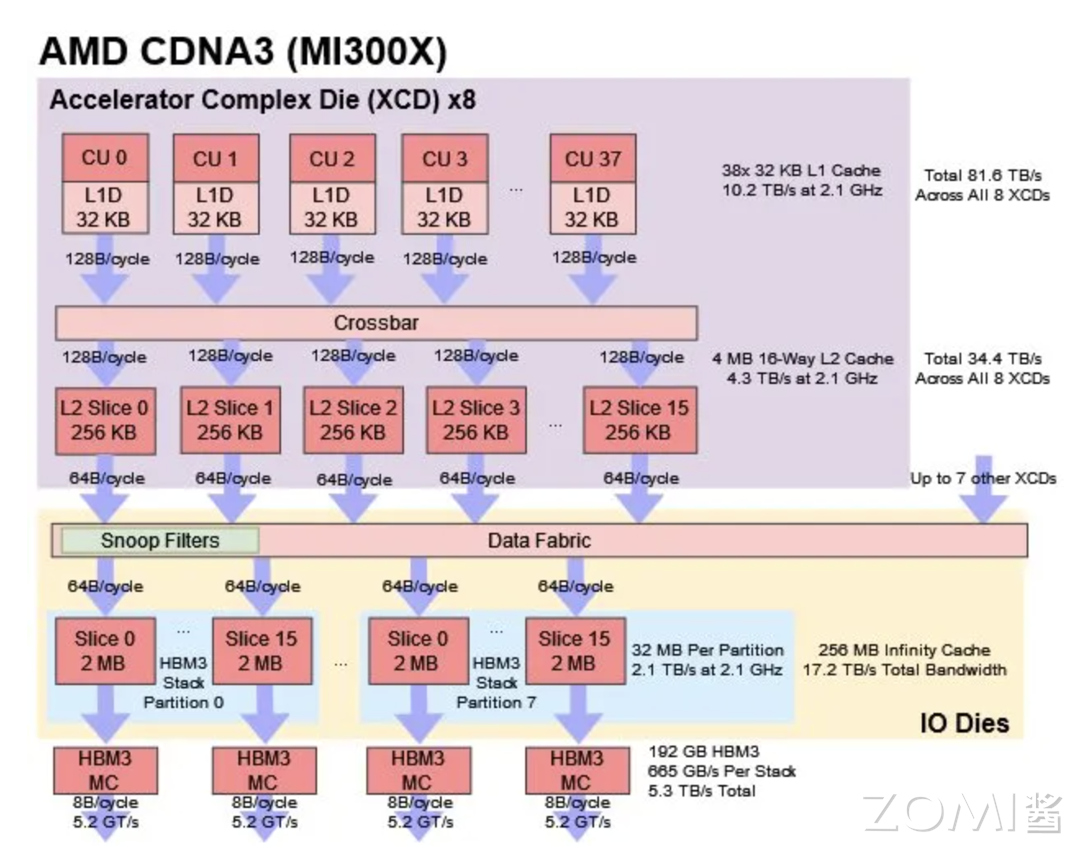 AMD CDNA3 (MI300X)
Accelerator Complex Die (XCD) x8
CU 0
CU 1
CU 2
CU 3
CU 37
L1D
32 KB
L1D
32 KB
L1D
32 KB
L1D
32 KB
...
L1D
32 KB
38x 32 KB L1 Cache
10.2 TB/s at 2.1 GHz
Total 81.6 TB/s
Across All 8 XCDs
128B/cycle
128B/cycle
128B/cycle
128B/cycle
128B/cycle
Crossbar
128B/cycle
128B/cycle
128B/cycle
128B/cycle
128B/cycle
4 MB 16-Way L2 Cache
4.3 TB/s at 2.1 GHz
Total 34.4 TB/s
Across All 8 XCDs
L2 Slice 0
256 KB
L2 Slice 1
256 KB
L2 Slice 2
256 KB
L2 Slice 3
256 KB
...
L2 Slice 15
256 KB
64B/cycle
64B/cycle
64B/cycle
64B/cycle
64B/cycle
Up to 7 other XCDs
Snoop Filters
Data Fabric
64B/cycle
64B/cycle
64B/cycle
64B/cycle
Slice 0
2 MB
...
HBM3
Stack
Partition 0
Slice 15
2 MB
...
Slice 0
2 MB
...
HBM3
Stack
Partition 7
Slice 15
2 MB
32 MB Per Partition
2.1 TB/s at 2.1 GHz
256 MB Infinity Cache
17.2 TB/s Total Bandwidth
IO Dies
HBM3
MC
HBM3
MC
HBM3
MC
HBM3
MC
192 GB HBM3
665 GB/s Per Stack
5.3 TB/s Total
8B/cycle
5.2 GT/s
8B/cycle
5.2 GT/s
8B/cycle
5.2 GT/s
8B/cycle
5.2 GT/s
ZOMI酱